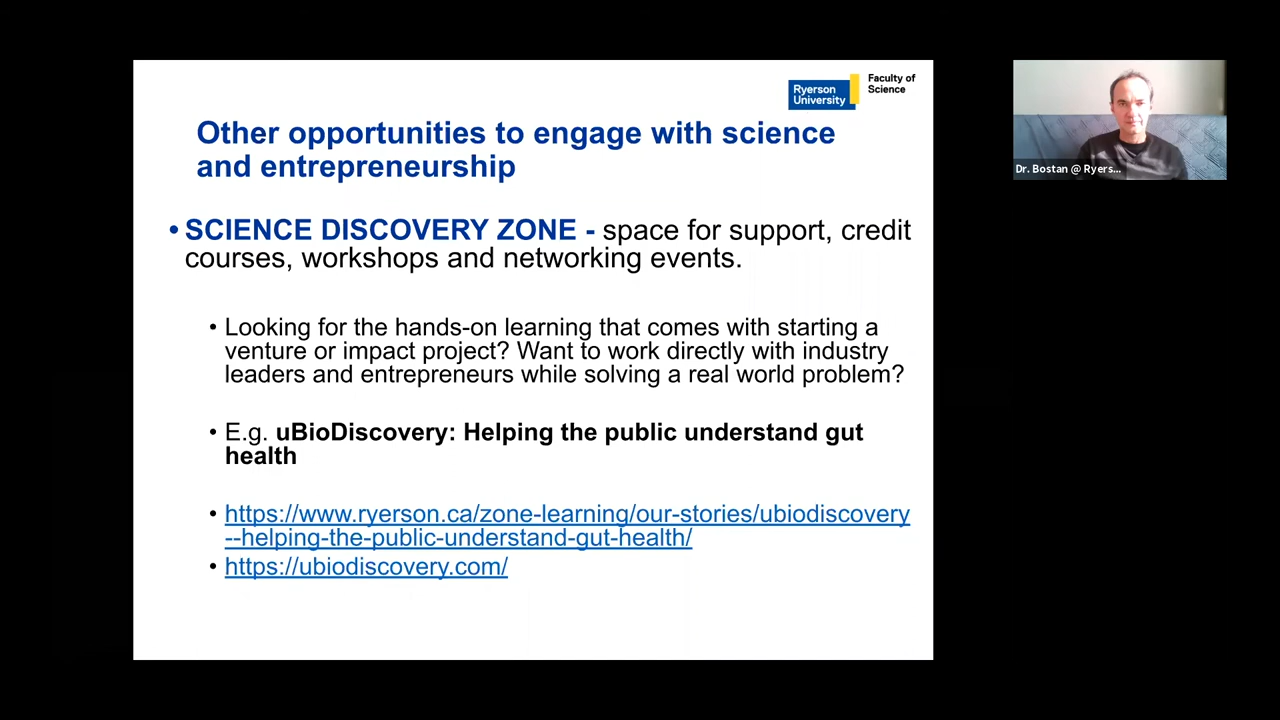 Ryerson
University
Faculty of
Science
Other opportunities to engage with science
and entrepreneurship
• SCIENCE DISCOVERY ZONE - space for support, credit
courses, workshops and networking events.
• Looking for the hands-on learning that comes with starting a
venture or impact project? Want to work directly with industry
leaders and entrepreneurs while solving a real world problem?
• E.g. uBioDiscovery: Helping the public understand gut
health
• https://www.ryerson.ca/zone-learning/our-stories/ubiodiscovery
--helping-the-public-understand-gut-health/
• https://ubiodiscovery.com/
Dr. Bostan @ Ryers...